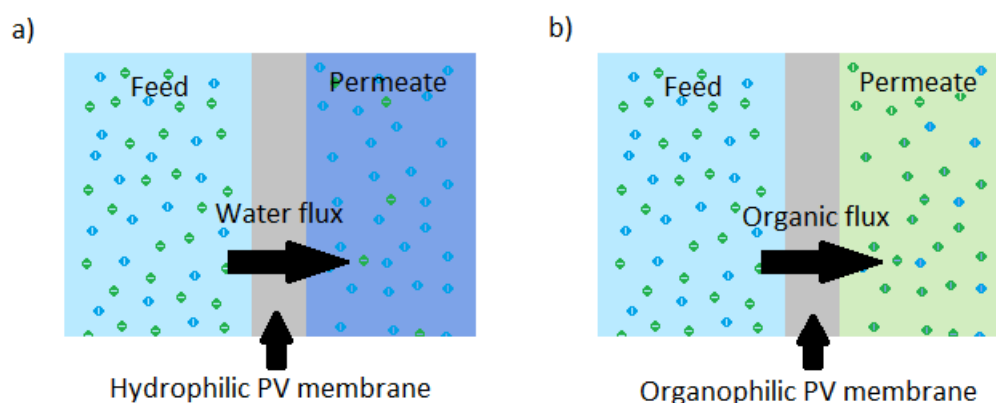 a)
Feed
Permeate
Water flux
Hydrophilic PV membrane
b)
Feed
Permeate
Organic flux
Organophilic PV membrane